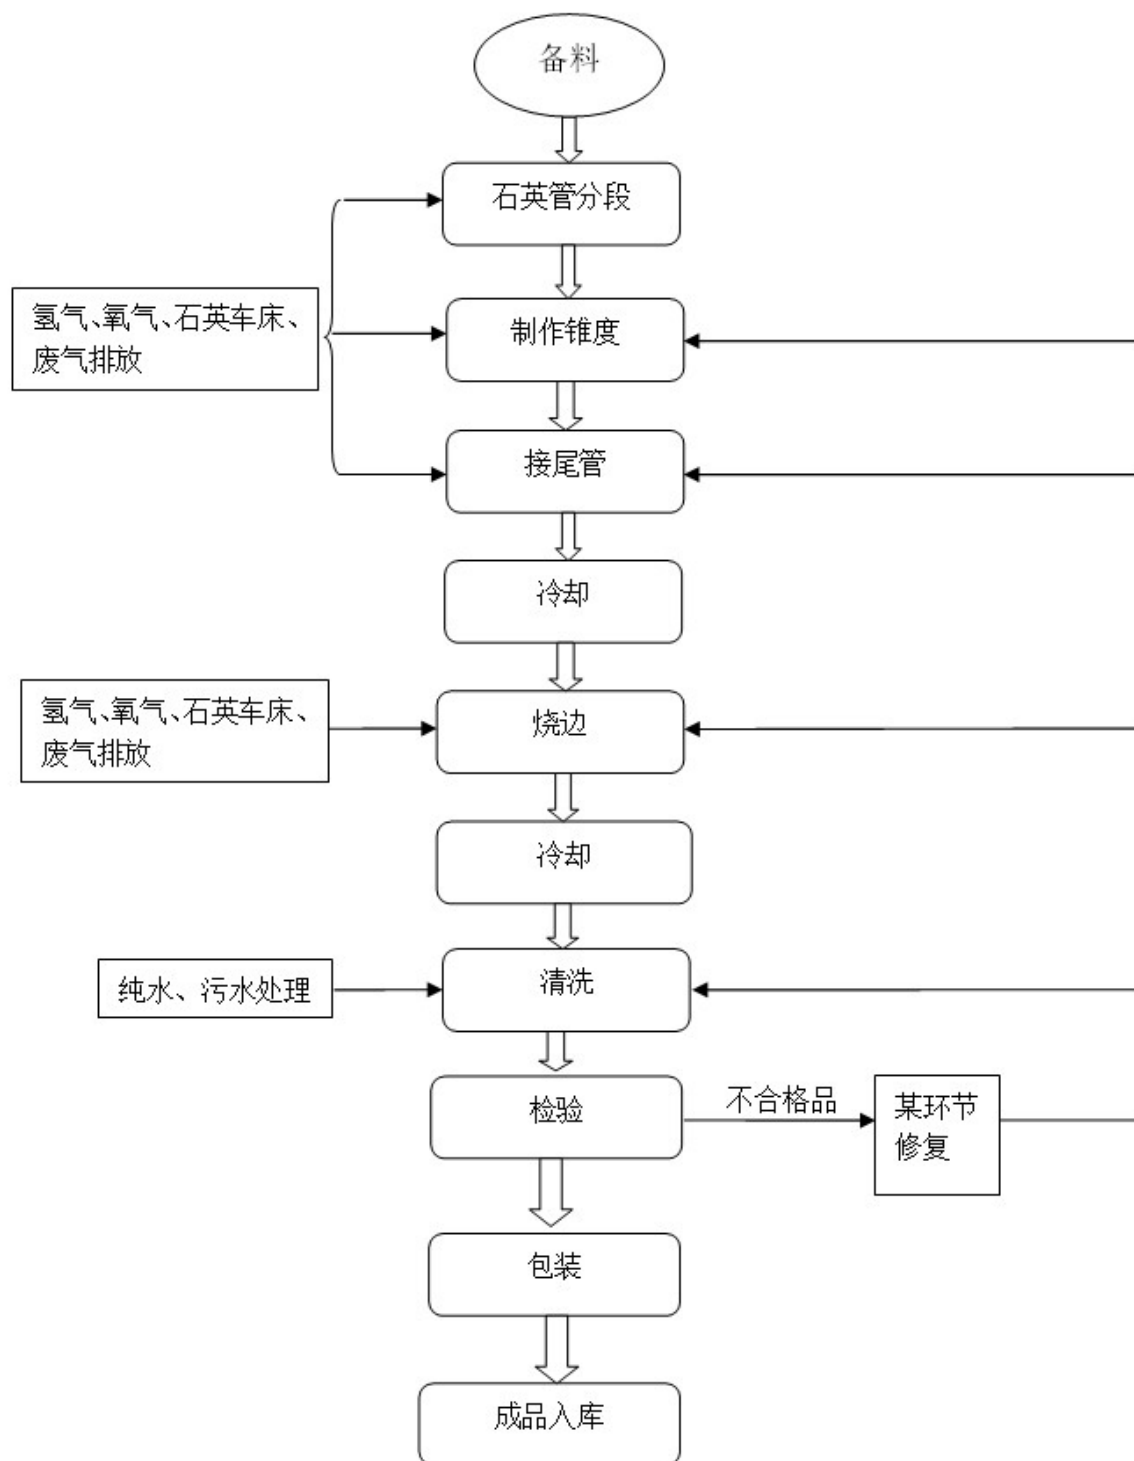 备料
石英管分段
氢气、氧气、石英车床、
废气排放
制作锥度
接尾管
冷却
氢气、氧气、石英车床、
废气排放
烧边
冷却
纯水、污水处理
清洗
检验
不合格品
某环节
修复
包装
成品入库